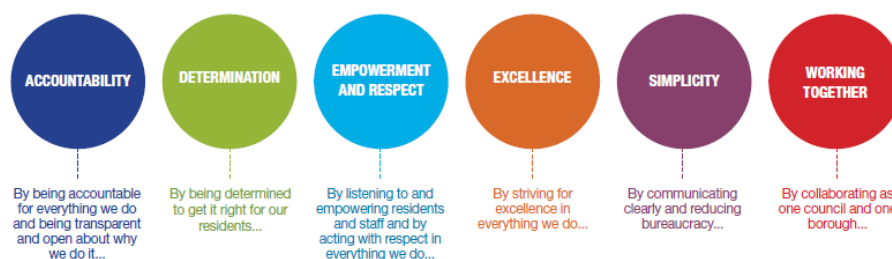 ACCOUNTABILITY
DETERMINATION
EMPOWERMENT
AND RESPECT
EXCELLENCE
SIMPLICITY
WORKING
TOGETHER
By being accountable
for everything we do
and being transparent
and open about why
we do it...
By being determined
to get it right for our
residents...
By listening to and
empowering residents
and staff and by
acting with respect in
everything we do...
By striving for
excellence in
everything we do...
By communicating
clearly and reducing
bureaucracy...
By collaborating as
one council and one
borough...